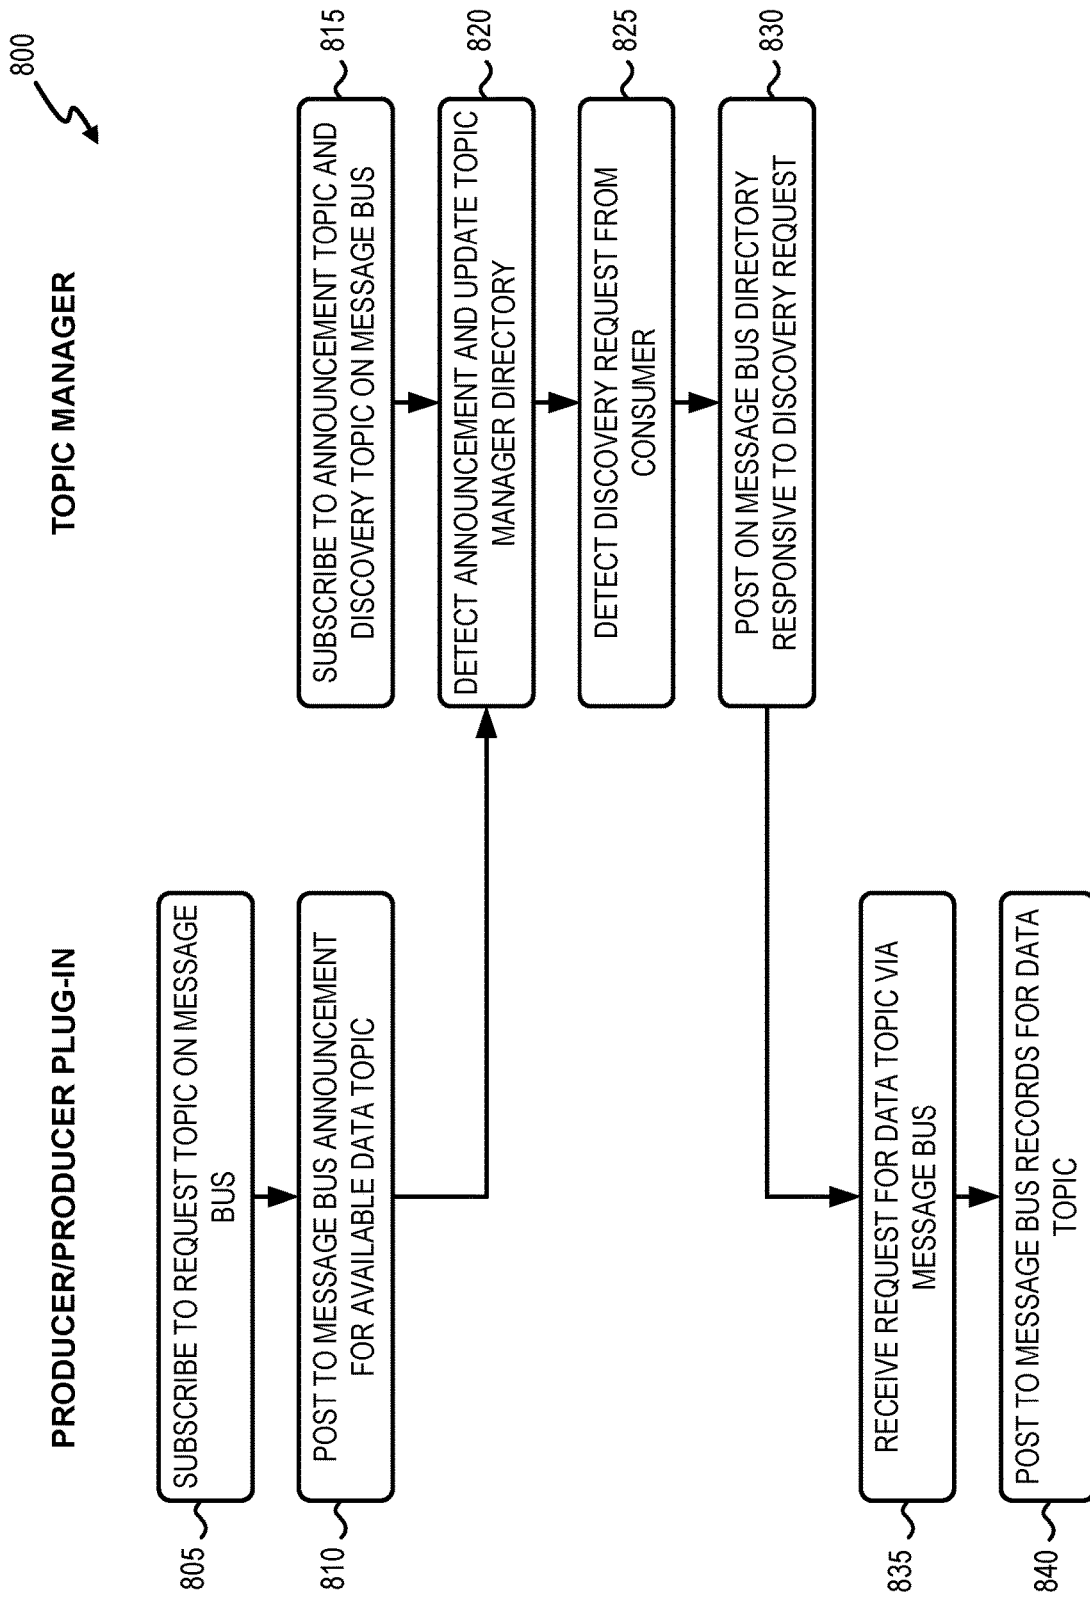 800
PRODUCER/PRODUCER PLUG-IN
TOPIC MANAGER
805
SUBSCRIBE TO REQUEST TOPIC ON MESSAGE
BUS
810
POST TO MESSAGE BUS ANNOUNCEMENT
FOR AVAILABLE DATA TOPIC
SUBSCRIBE TO ANNOUNCEMENT TOPIC AND
DISCOVERY TOPIC ON MESSAGE BUS
815
DETECT ANNOUNCEMENT AND UPDATE TOPIC
MANAGER DIRECTORY
820
DETECT DISCOVERY REQUEST FROM
CONSUMER
825
POST ON MESSAGE BUS DIRECTORY
RESPONSIVE TO DISCOVERY REQUEST
830
835
RECEIVE REQUEST FOR DATA TOPIC VIA
MESSAGE BUS
840
POST TO MESSAGE BUS RECORDS FOR DATA
TOPIC